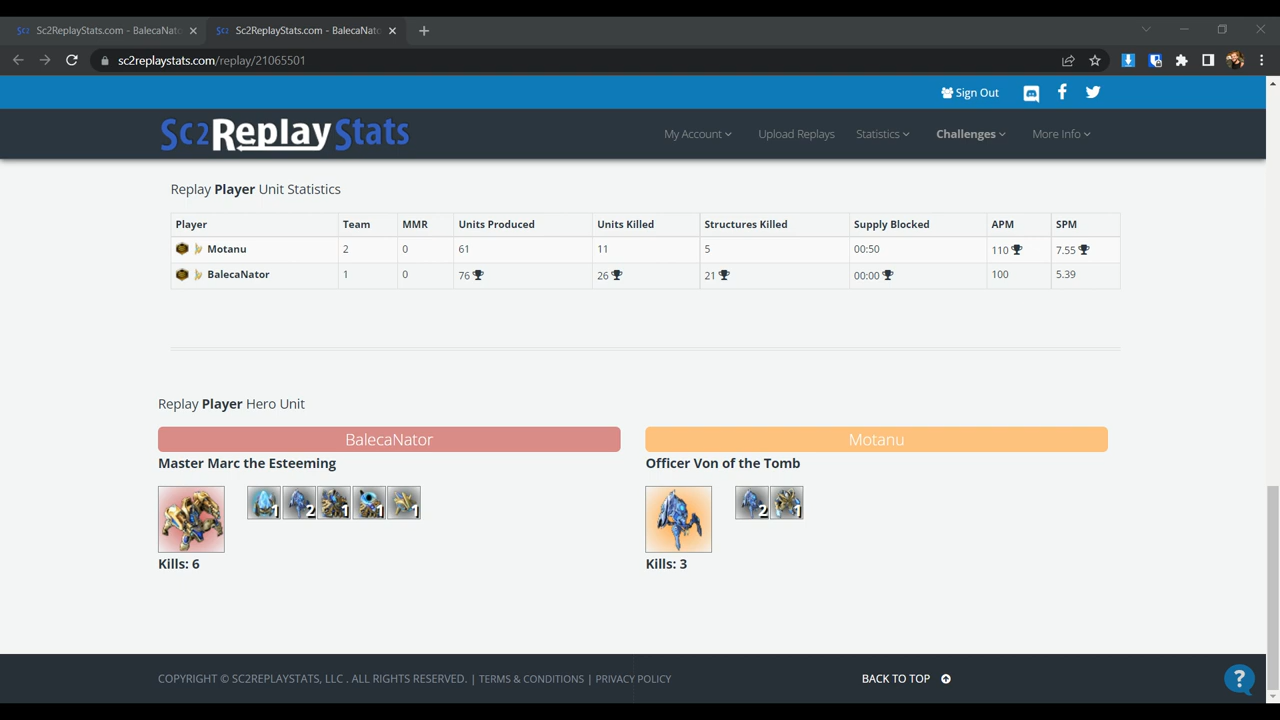 Sc2ReplayStats.com - BalecaNato
Sc2ReplayStats.com - BalecaNato
sc2replaystats.com/replay/21065501
Sign Out
Sc2ReplayStats
My Account
Upload Replays
Statistics
Challenges
More Info
Replay Player Unit Statistics
Player Team MMR Units Produced Units Killed Structures Killed Supply Blocked APM SPM
Motanu 2 0 61 11 5 00:50 110 7.55
BalecaNator 1 0 76 26 21 00:00 100 5.39
Replay Player Hero Unit
BalecaNator
Master Marc the Esteeming
1 2 1 1 1
Kills: 6
Motanu
Officer Von of the Tomb
2 1
Kills: 3
COPYRIGHT © SC2REPLAYSTATS, LLC . ALL RIGHTS RESERVED. | TERMS & CONDITIONS | PRIVACY POLICY
BACK TO TOP
?